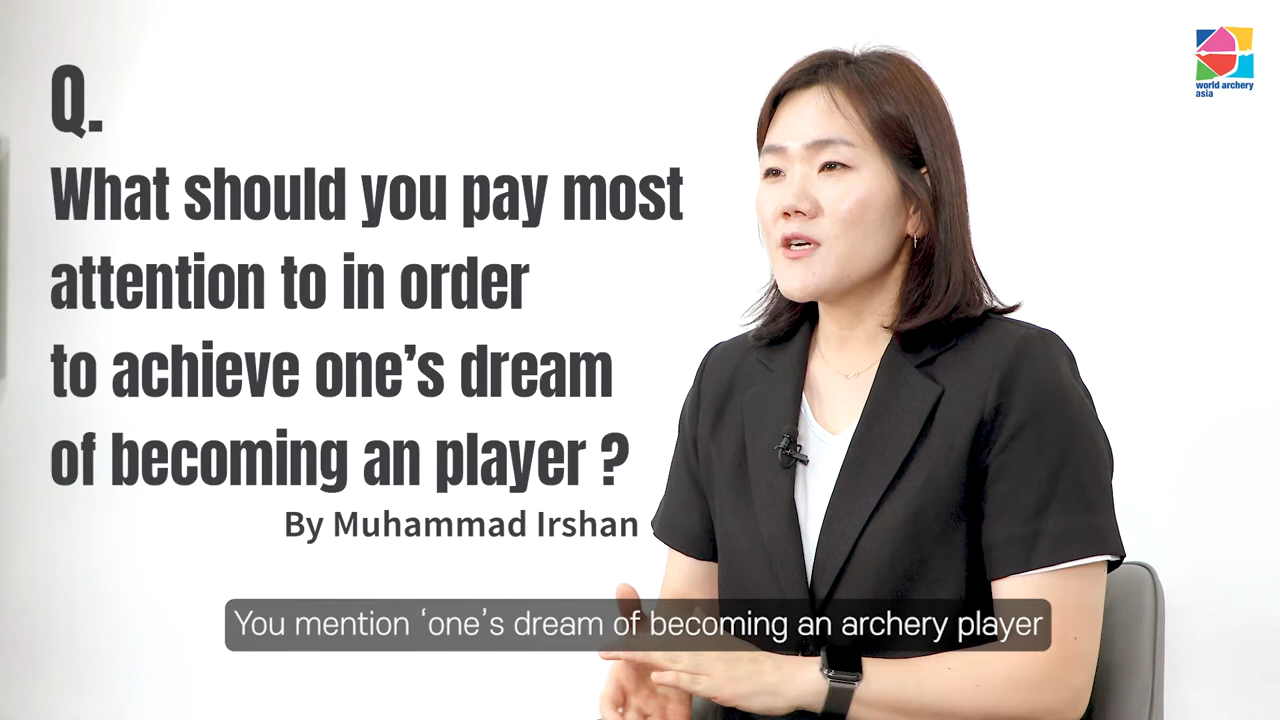 Q.
What should you pay most
attention to in order
to achieve one’s dream
of becoming an player ?
By Muhammad Irshan
You mention ‘one’s dream of becoming an archery player
world archery
asia